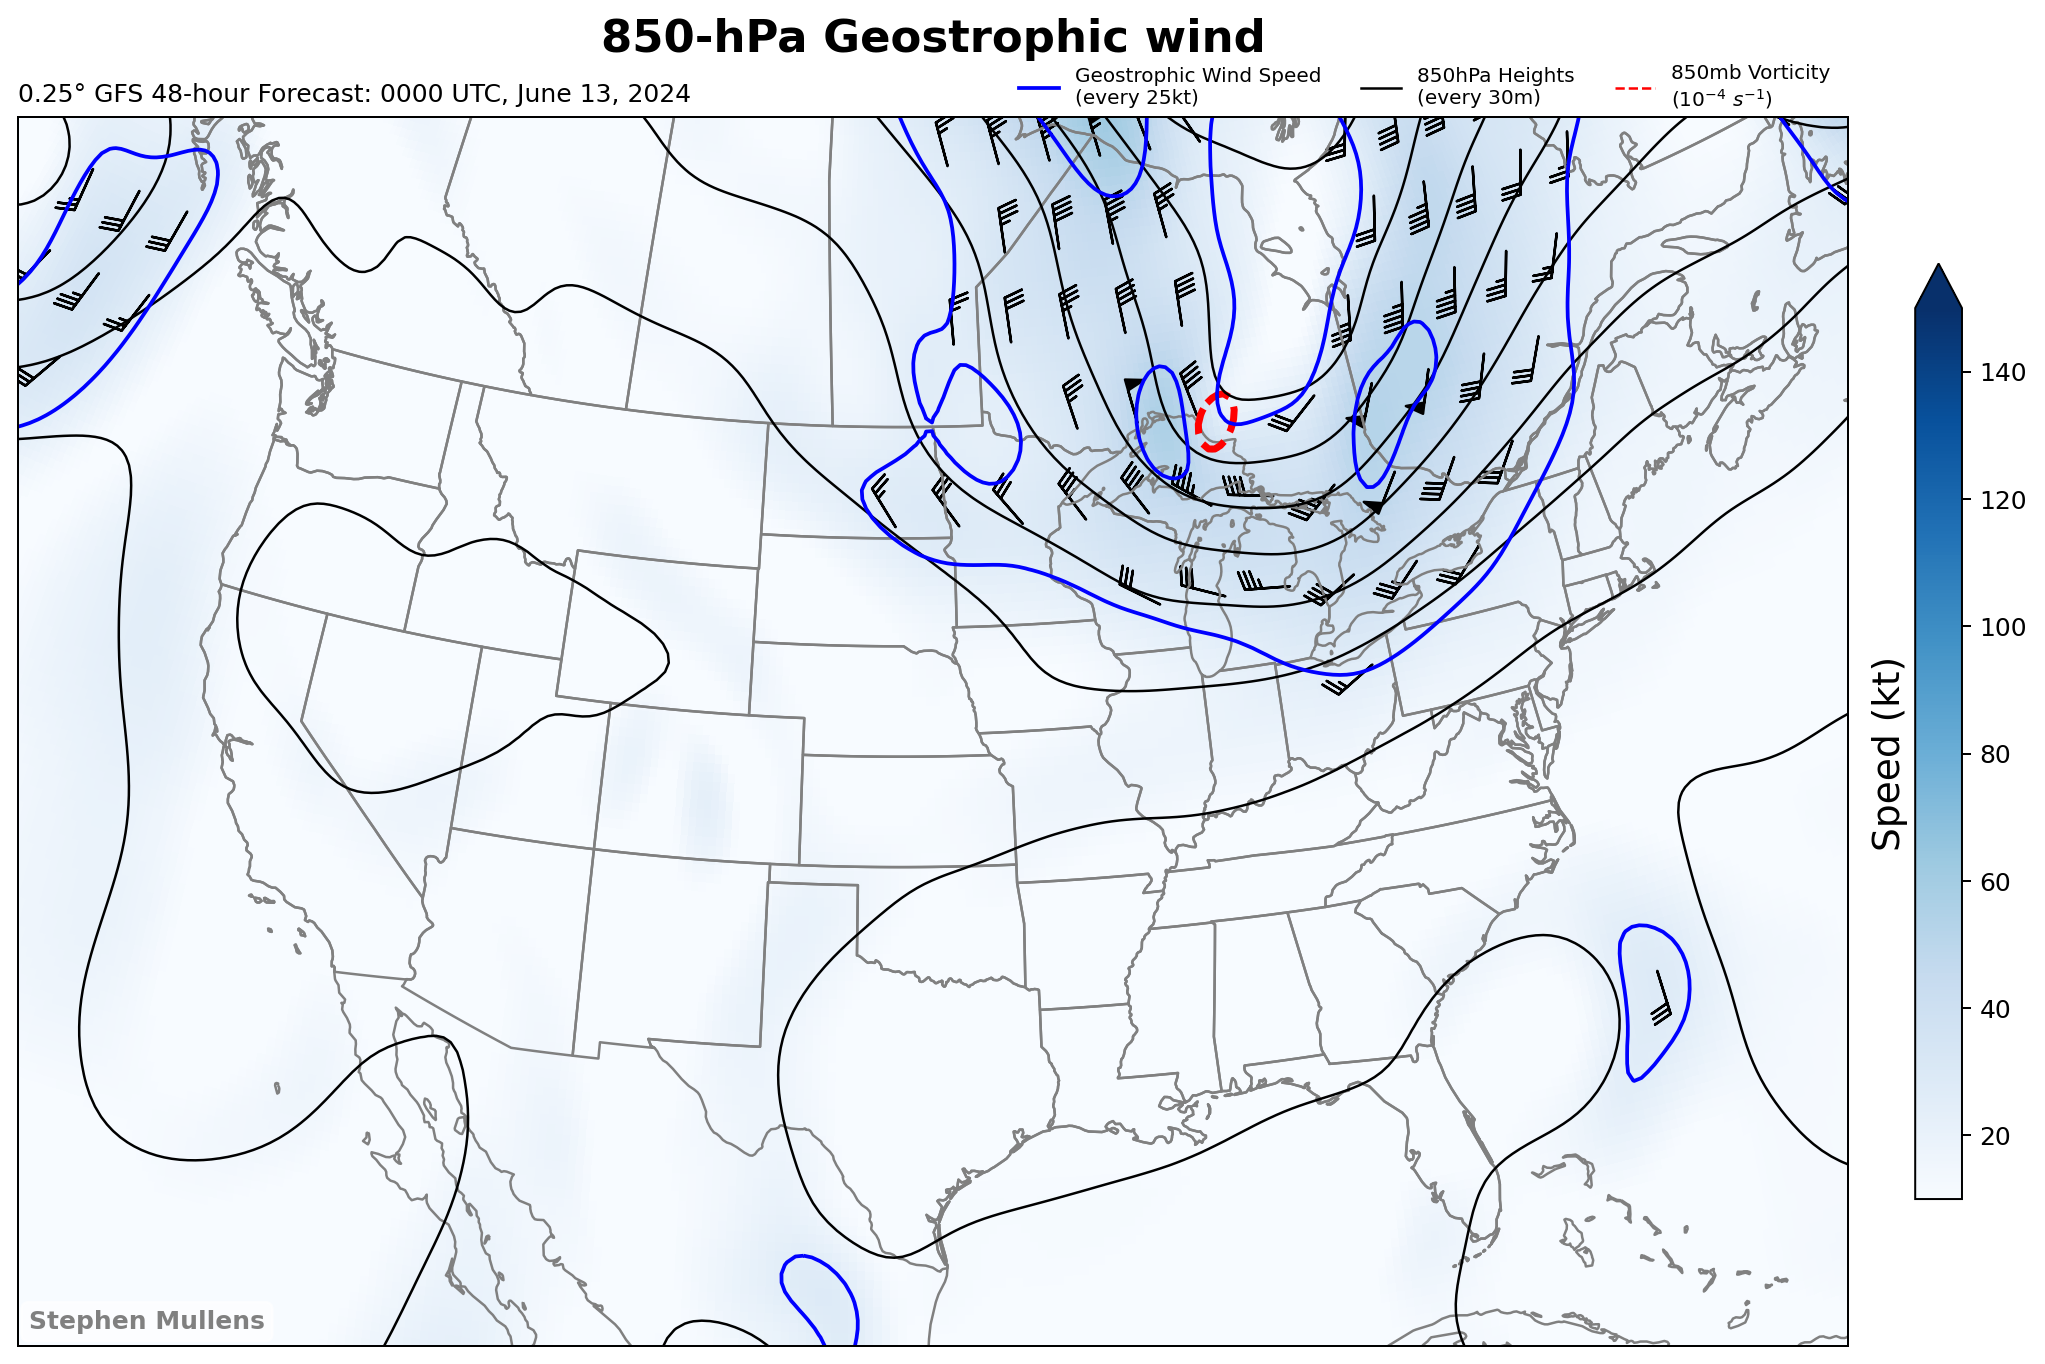 850-hPa Geostrophic wind
0.25° GFS 48-hour Forecast: 0000 UTC, June 13, 2024
Geostrophic Wind Speed
(every 25kt)
850hPa Heights
(every 30m)
850mb Vorticity
(10⁻⁴ s⁻¹)
140
120
100
80
60
40
20
Speed (kt)
Stephen Mullens